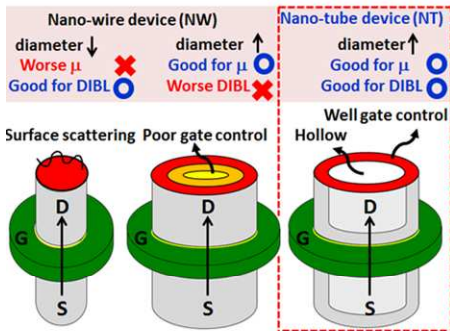 Nano-wire device (NW)
Nano-tube device (NT)
diameter ↓
Worse μ
Good for DIBL
diameter ↑
Good for μ
Worse DIBL
diameter ↑
Good for μ
Good for DIBL
Surface scattering
Poor gate control
Well gate control
Hollow
D
G
S
D
G
S
D
G
S